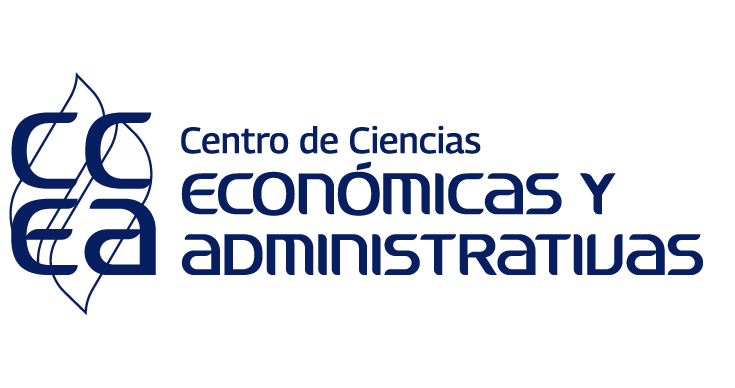 CC
Ea
Centro de Ciencias
Económicas y
administrativas